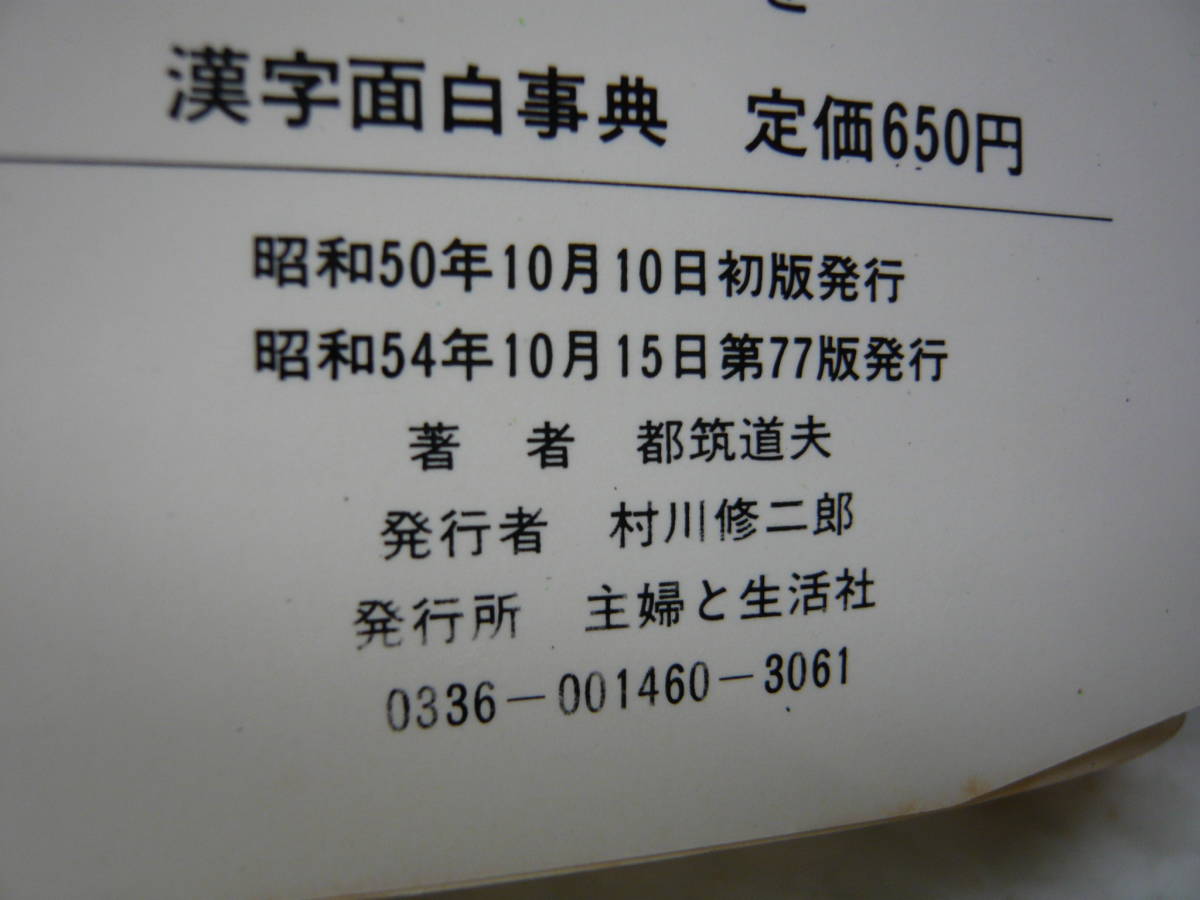 漢字面白事典 定価650円
昭和50年10月10日初版発行
昭和54年10月15日第77版発行
著 者 都筑道夫
発行者 村川修二郎
発行所 主婦と生活社
0336-001460-3061